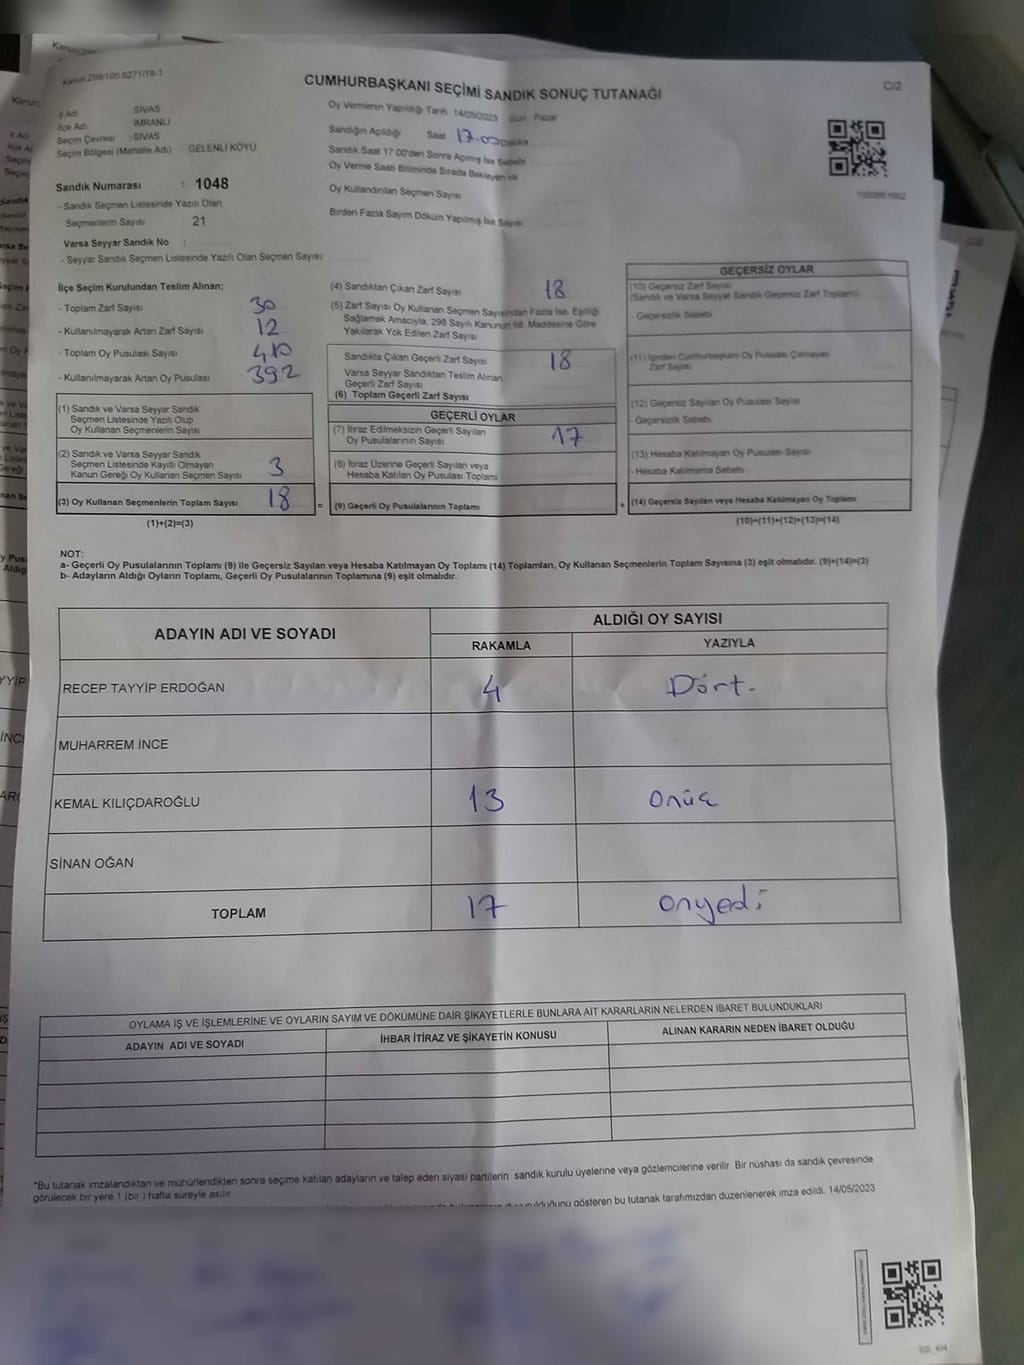 Kanun 298/105.6271/18-1
CUMHURBAŞKANI SEÇİMİ SANDIK SONUÇ TUTANAĞI
C/2
İl Adı SİVAS
İlçe Adı İMRANLI
Seçim Çevresi : SİVAS
Seçim Bölgesi (Mahalle Adı) GELENLİ KÖYÜ
Oy Vermenin Yapıldığı Tarih 14/05/2023 Gün : Pazar
Sandığın Açıldığı Saat 17.00 Dakika
Sandık Saat 17:00'den Sonra Açmış İse Sebebi
Oy Verme Saati Bitiminde Sırada Bekleyen ve
Oy Kullandırılan Seçmen Sayısı
Birden Fazla Sayım Döküm Yapılmış İse Sayısı
Sandık Numarası : 1048
- Sandık Seçmen Listesinde Yazılı Olan
Seçmenlerin Sayısı 21
Varsa Seyyar Sandık No :
- Seyyar Sandık Seçmen Listesinde Yazılı Olan Seçmen Sayısı
İlçe Seçim Kurulundan Teslim Alınan;
- Toplam Zarf Sayısı 30
- Kullanılmayarak Artan Zarf Sayısı 12
- Toplam Oy Pusulası Sayısı 410
- Kullanılmayarak Artan Oy Pusulası 392
(1) Sandık ve Varsa Seyyar Sandık
Seçmen Listesinde Yazılı Olup
Oy Kullanan Seçmenlerin Sayısı
(2) Sandık ve Varsa Seyyar Sandık
Seçmen Listesinde Kayıtlı Olmayan
Kanun Gereği Oy Kullanan Seçmen Sayısı 3
(3) Oy Kullanan Seçmenlerin Toplam Sayısı 18 =
(1)+(2)=(3)
(4) Sandıktan Çıkan Zarf Sayısı 18
(5) Zarf Sayısı Oy Kullanan Seçmen Sayısından Fazla İse, Eşitliği
Sağlamak Amacıyla, 298 Sayılı Kanunun 98. Maddesine Göre
Yakılarak Yok Edilen Zarf Sayısı
Sandıkta Çıkan Geçerli Zarf Sayısı 18
Varsa Seyyar Sandıktan Teslim Alınan
Geçerli Zarf Sayısı
(6) Toplam Geçerli Zarf Sayısı
GEÇERLİ OYLAR
(7) İtiraz Edilmeksizin Geçerli Sayılan
Oy Pusulalarının Sayısı 17
(8) İtiraz Üzerine Geçerli Sayılan veya
Hesaba Katılan Oy Pusulası Toplamı
(9) Geçerli Oy Pusulalarının Toplamı +
GEÇERSİZ OYLAR
(10) Geçersiz Zarf Sayısı
(Sandık ve Varsa Seyyar Sandık Geçersiz Zarf Toplamı)
- Geçersizlik Sebebi
(11) İçinden Cumhurbaşkanı Oy Pusulası Çıkmayan
Zarf Sayısı
(12) Geçersiz Sayılan Oy Pusulası Sayısı
- Geçersizlik Sebebi
(13) Hesaba Katılmayan Oy Pusulası Sayısı
- Hesaba Katılmama Sebebi
(14) Geçersiz Sayılan veya Hesaba Katılmayan Oy Toplamı
(10)+(11)+(12)+(13)=(14)
NOT:
a- Geçerli Oy Pusulalarının Toplamı (9) ile Geçersiz Sayılan veya Hesaba Katılmayan Oy Toplamı (14) Toplamları, Oy Kullanan Seçmenlerin Toplam Sayısına (3) eşit olmalıdır. (9)+(14)=(3)
b- Adayların Aldığı Oyların Toplamı, Geçerli Oy Pusulalarının Toplamına (9) eşit olmalıdır.
ADAYIN ADI VE SOYADI
ALDIĞI OY SAYISI
RAKAMLA YAZIYLA
RECEP TAYYİP ERDOĞAN 4 Dört.
MUHARREM İNCE
KEMAL KILIÇDAROĞLU 13 Onüç
SİNAN OĞAN
TOPLAM 17 Onyedi
OYLAMA İŞ VE İŞLEMLERİNE VE OYLARIN SAYIM VE DÖKÜMÜNE DAİR ŞİKAYETLERLE BUNLARA AİT KARARLARIN NELERDEN İBARET BULUNDUKLARI
ADAYIN ADI VE SOYADI İHBAR İTİRAZ VE ŞİKAYETİN KONUSU ALINAN KARARIN NEDEN İBARET OLDUĞU
*Bu tutanak imzalandıktan ve mühürlendikten sonra seçime katılan adayların ve talep eden siyasi partilerin sandık kurulu üyelerine veya gözlemcilerine verilir Bir nüshası da sandık çevresinde
görülecek bir yere 1 (bir) hafta süreyle asılır
duyurulduğunu gösteren bu tutanak tarafımızdan düzenlenerek imza edildi. 14/05/2023